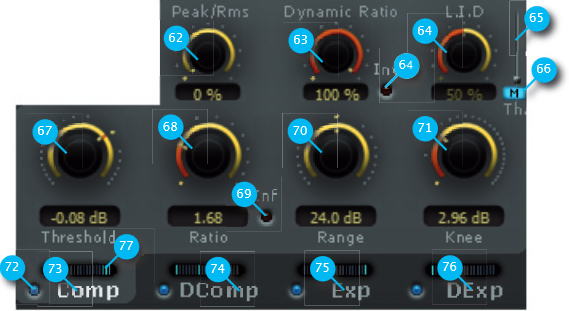 Peak/Rms Dynamic Ratio L.I.D
65
62 63 64
In 64
66
0 % 100 % 50 % M
Th
67 68 70 71
69 Inf
-0.08 dB 1.68 24.0 dB 2.96 dB
Threshold Ratio Range Knee
77
72 73 74 75 76
Comp DComp Exp DExp